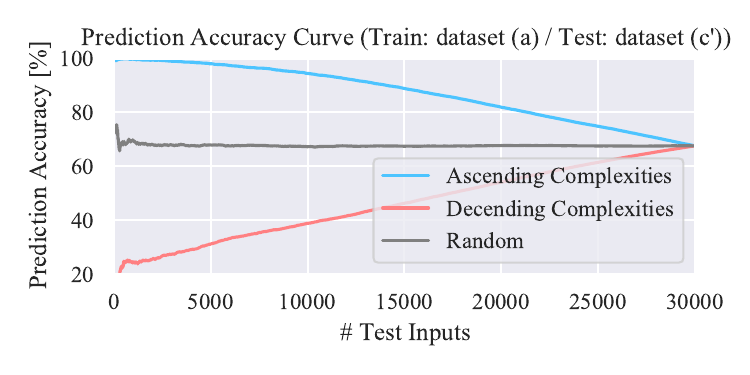 Prediction Accuracy Curve (Train: dataset (a) / Test: dataset (c'))
Prediction Accuracy [%]
100
80
60
40
20
Ascending Complexities
Decending Complexities
Random
0 5000 10000 15000 20000 25000 30000
# Test Inputs